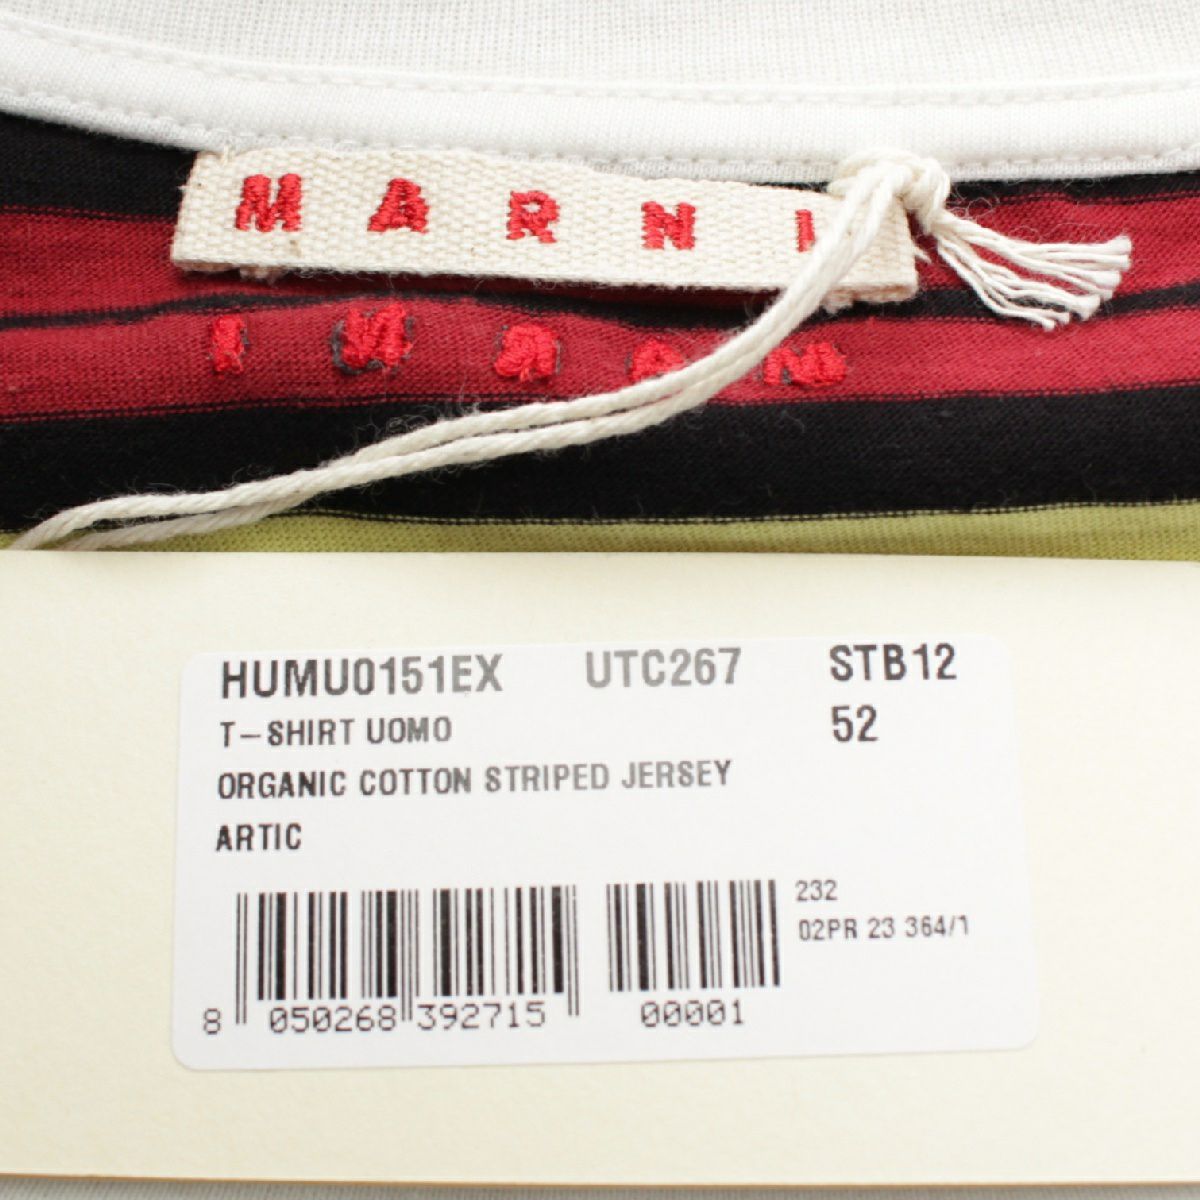 MARNI
HUMU0151EX UTC267 STB12
T-SHIRT UOMO 52
ORGANIC COTTON STRIPED JERSEY
ARTIC
232
02PR 23 364/1
8 050268 392715 00001